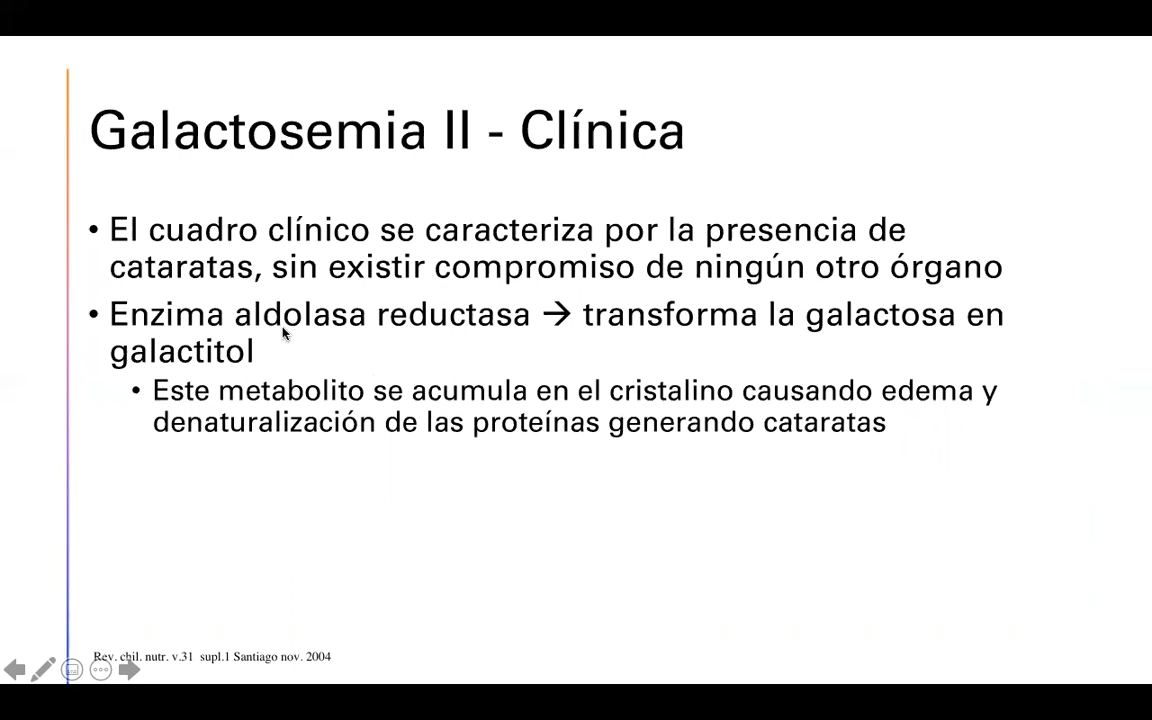 Galactosemia II - Clínica
• El cuadro clínico se caracteriza por la presencia de
cataratas, sin existir compromiso de ningún otro órgano
• Enzima aldolasa reductasa → transforma la galactosa en
galactitol
• Este metabolito se acumula en el cristalino causando edema y
denaturalización de las proteínas generando cataratas
Rev. chil. nutr. v.31 supl.1 Santiago nov. 2004